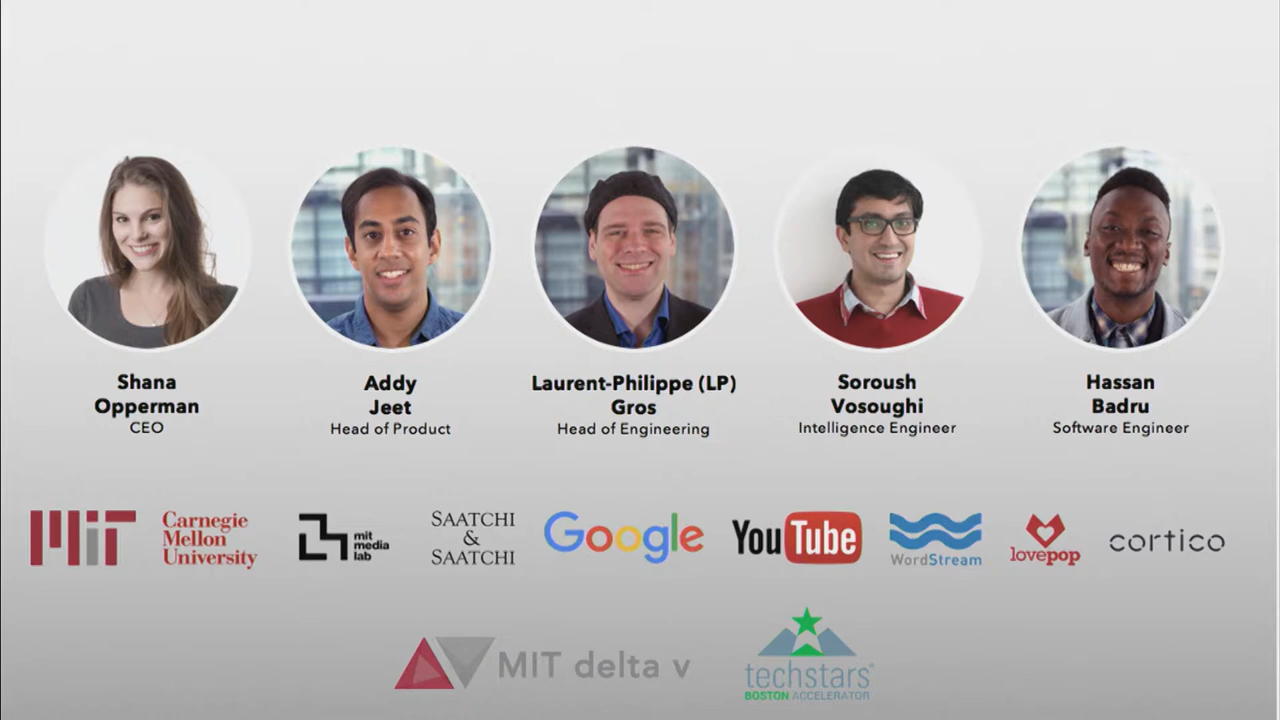 Shana
Opperman
CEO
Addy
Jeet
Head of Product
Laurent-Philippe (LP)
Gros
Head of Engineering
Soroush
Vosoughi
Intelligence Engineer
Hassan
Badru
Software Engineer
MIT
Carnegie
Mellon
University
mit
media
lab
SAATCHI
&
SAATCHI
Google
YouTube
WordStream
lovepop
cortico
MIT delta v
techstars
BOSTON ACCELERATOR